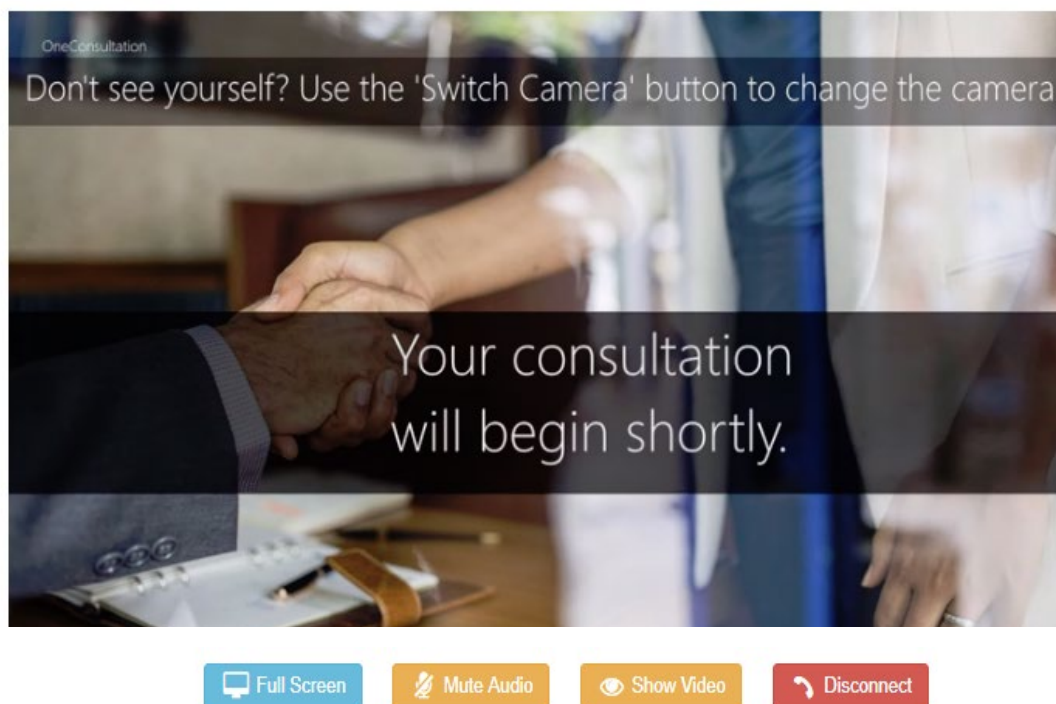 OneConsultation
Don't see yourself? Use the 'Switch Camera' button to change the camera
Your consultation
will begin shortly.
Full Screen
Mute Audio
Show Video
Disconnect